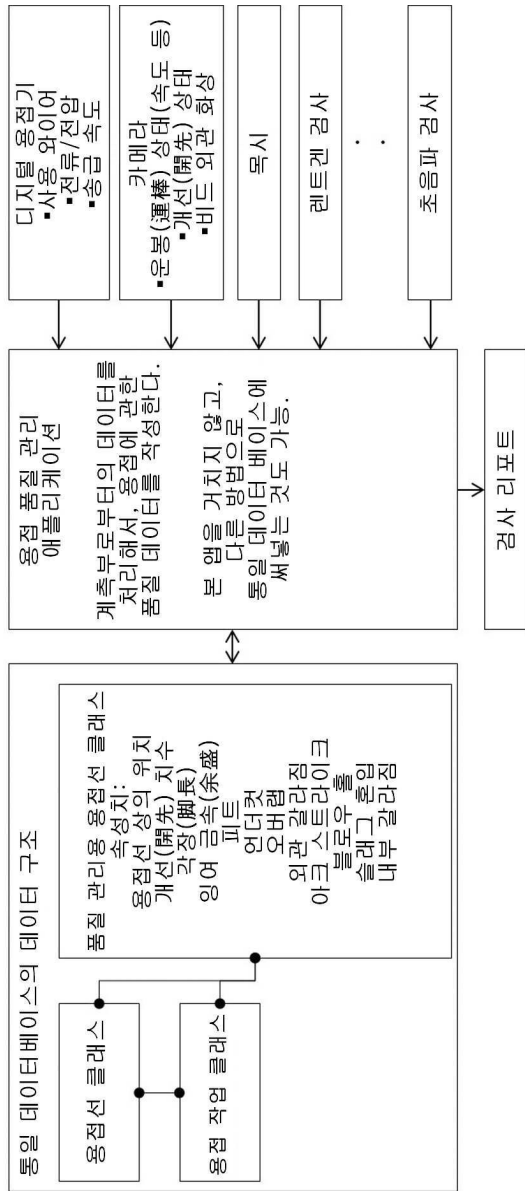 통일 데이터베이스의 데이터 구조
용접선 클래스
용접 작업 클래스
품질 관리용 용접선 클래스
속성치:
용접선 상의 위치
개선(開先) 치수
각장(脚長)
잉여 금속(余盛)
피트
언더컷
오버랩
외관 갈라짐
아크 스트라이크
블로우 홀
슬래그 혼입
내부 갈라짐
용접 품질 관리
애플리케이션
계측부로부터의 데이터를
처리해서, 용접에 관한
품질 데이터를 작성한다.
본 앱을 거치지 않고,
다른 방법으로
통일 데이터 베이스에
써넣는 것도 가능.
검사 리포트
디지털 용접기
▪사용 와이어
▪전류/전압
▪송급 속도
카메라
▪운봉(運棒) 상태(속도 등)
▪개선(開先) 상태
▪비드 외관 화상
목시
렌트겐 검사
초음파 검사